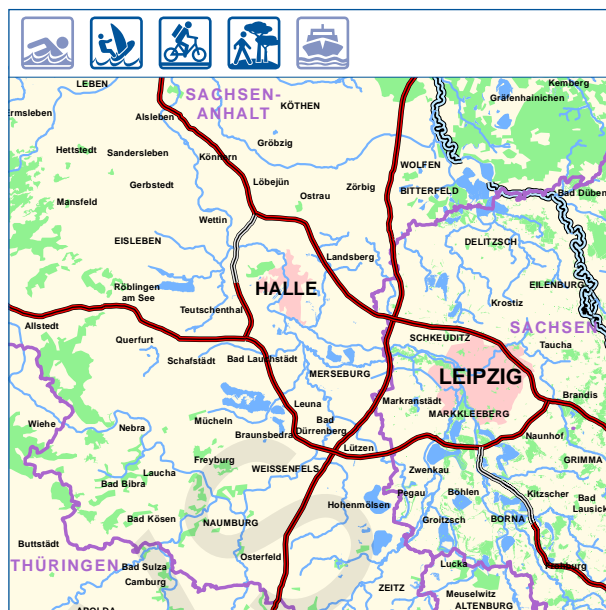 LEBEN
Kemberg
SACHSEN-
ANHALT
Gräfenhainichen
KÖTHEN
Alsleben
Gröbzig
Hettstedt
Sandersleben
Könnern
WOLFEN
Gerbstedt
Löbejün
Zörbig
BITTERFELD
Bad Düben
Mansfeld
Ostrau
Wettin
EISLEBEN
DELITZSCH
Landsberg
Röblingen
am See
HALLE
EILENBURG
Krostiz
Teutschenthal
Allstedt
SACHSEN
Querfurt
SCHKEUDITZ
Taucha
Schafstädt
Bad Lauchstädt
MERSEBURG
LEIPZIG
Markranstädt
Brandis
Leuna
MARKKLEEBERG
Wiehe
Nebra
Mücheln
Bad
Dürrenberg
Braunsbedra
Naunhof
Lützen
Freyburg
GRIMMA
Laucha
WEISSENFELS
Zwenkau
Bad Bibra
Pegau
Böhlen
Kitzscher
Bad
Lausick
Hohenmölsen
Bad Kösen
NAUMBURG
Groitzsch
BORNA
Buttstädt
Osterfeld
THÜRINGEN
Bad Sulza
Lucka
Camburg
ZEITZ
Meuselwitz
ALTENBURG
APOLDA